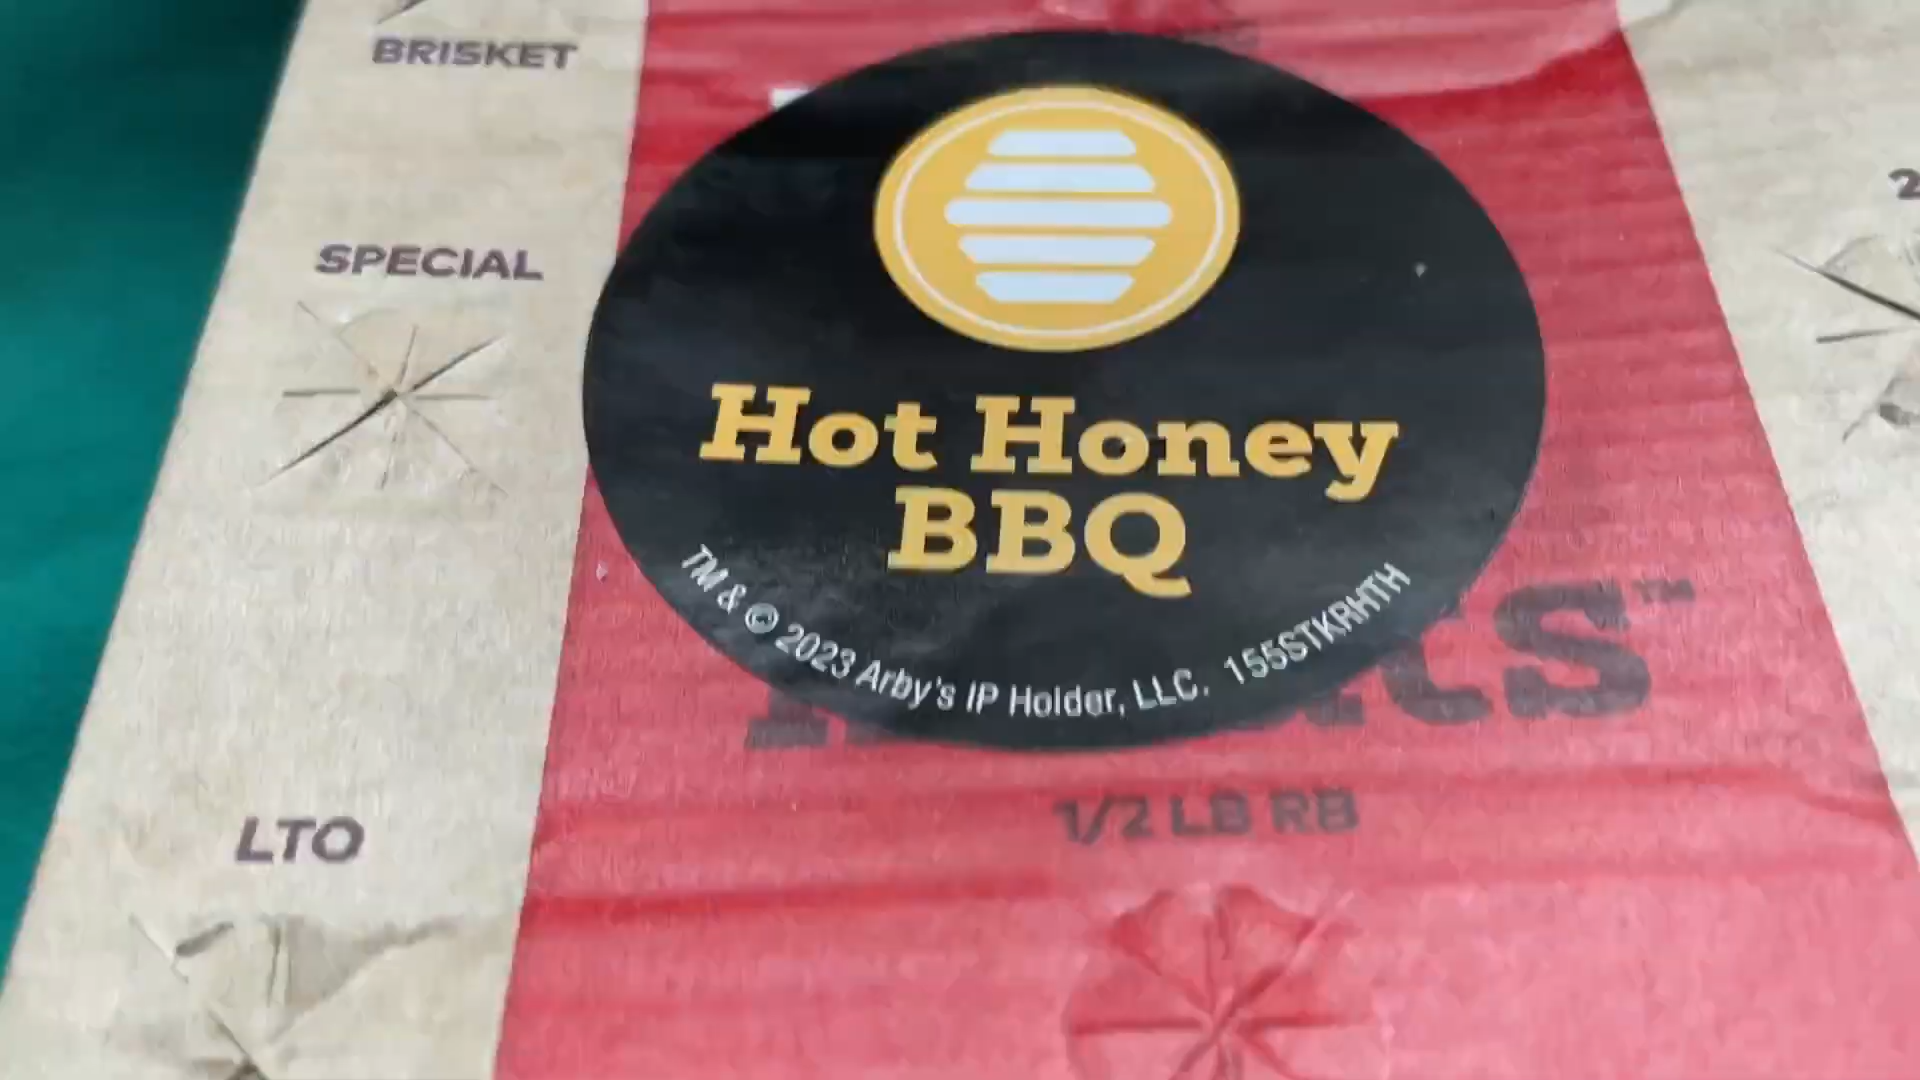 BRISKET
SPECIAL
LTO
Hot Honey
BBQ
TM & © 2023 Arby's IP Holder, LLC. 155STKRHTH
1/2 LB RB